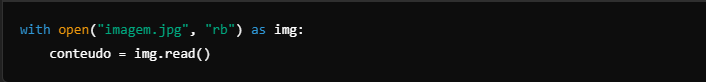 with open("imagem.jpg", "rb") as img:
    conteudo = img.read()